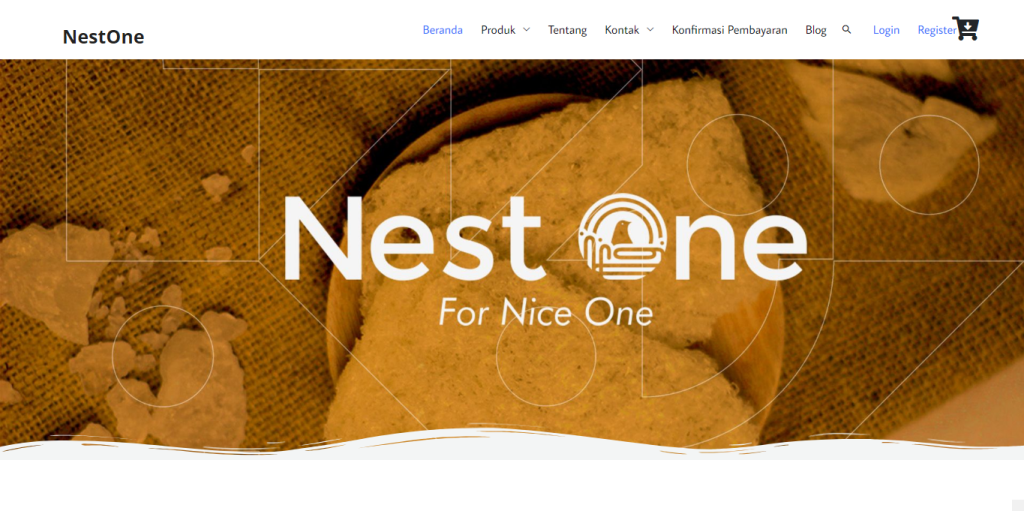 NestOne
Beranda Produk Tentang Kontak Konfirmasi Pembayaran Blog Login Register
Nest One
For Nice One